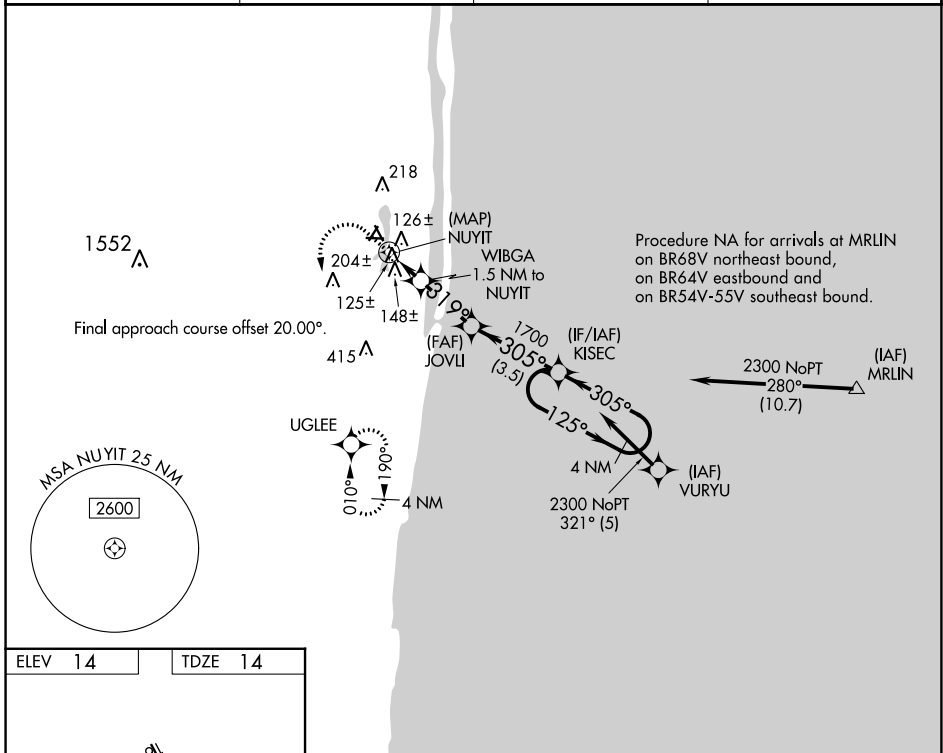 218
126±
(MAP)
NUYIT
1552
204±
WIBGA
1.5 NM to
NUYIT
125±
148±
319°
Procedure NA for arrivals at MRLIN
on BR68V northeast bound,
on BR64V eastbound and
on BR54V-55V southeast bound.
Final approach course offset 20.00°.
415
(FAF)
JOVLI
1700
305°
(3.5)
(IF/IAF)
KISEC
2300 NoPT
280°
(10.7)
(IAF)
MRLIN
305°
125°
UGLEE
4 NM
(IAF)
VURYU
2300 NoPT
321° (5)
010°
190°
4 NM
MSA NUYIT 25 NM
2600
ELEV 14
TDZE 14